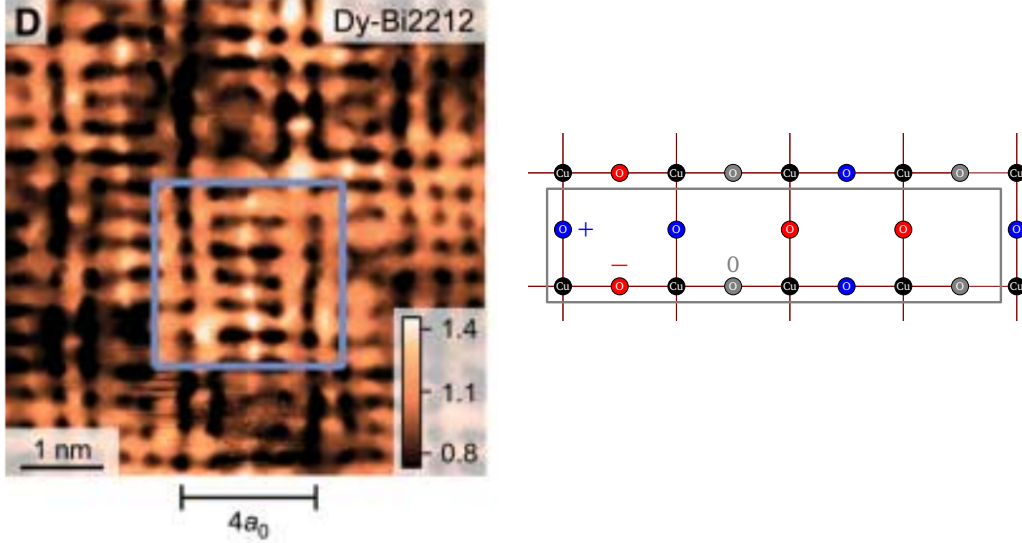 D Dy-Bi2212
1.4
1.1
0.8
1 nm
4a₀
Cu O Cu O Cu O Cu O Cu
O + O O O O
− 0
Cu O Cu O Cu O Cu O Cu